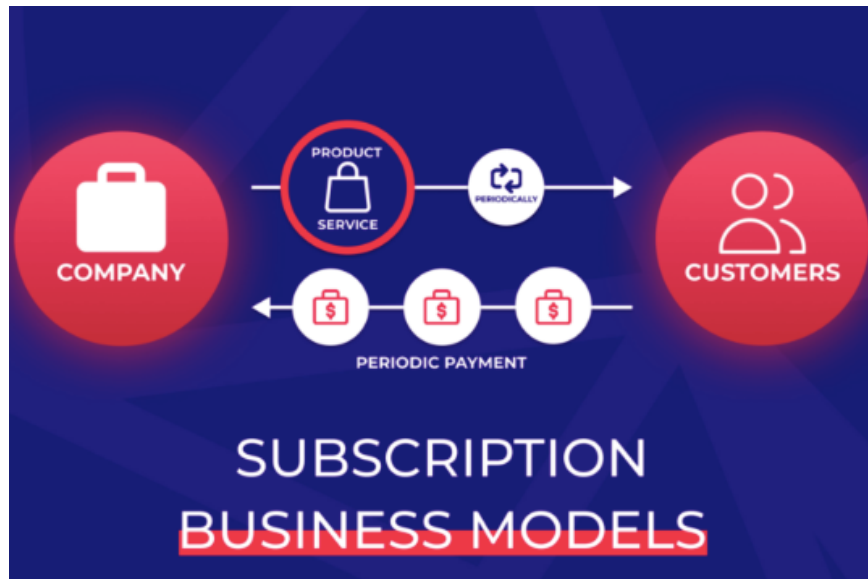 PRODUCT
SERVICE
PERIODICALLY
COMPANY
CUSTOMERS
$ $ $
PERIODIC PAYMENT
SUBSCRIPTION
BUSINESS MODELS